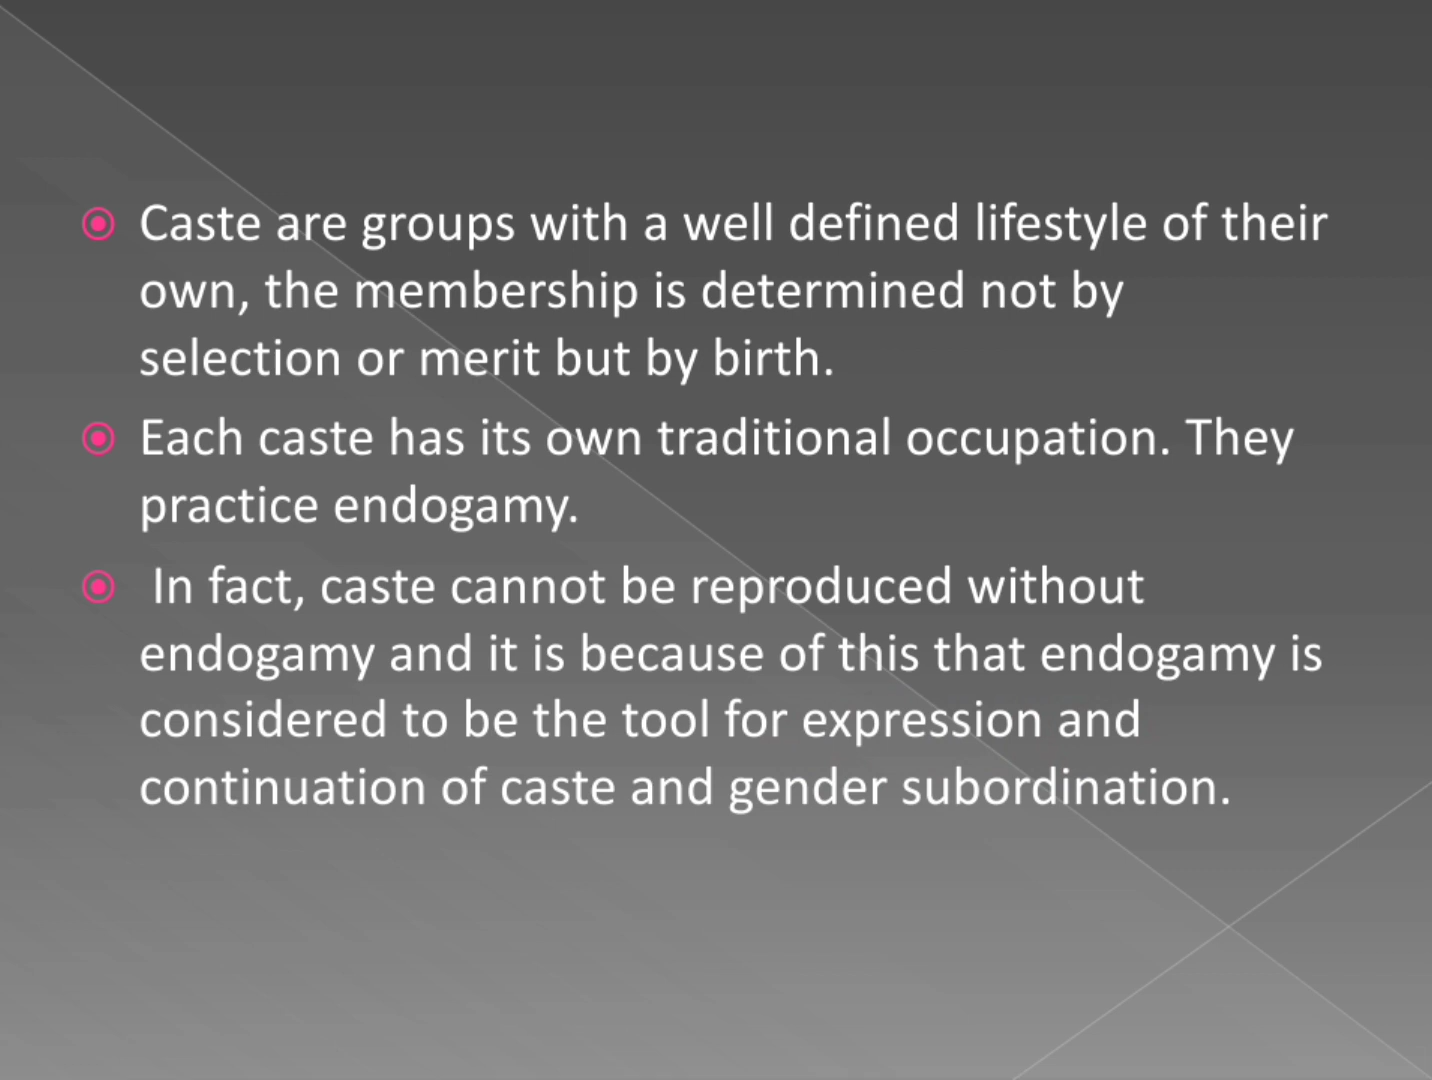 Caste are groups with a well defined lifestyle of their
own, the membership is determined not by
selection or merit but by birth.
Each caste has its own traditional occupation. They
practice endogamy.
In fact, caste cannot be reproduced without
endogamy and it is because of this that endogamy is
considered to be the tool for expression and
continuation of caste and gender subordination.